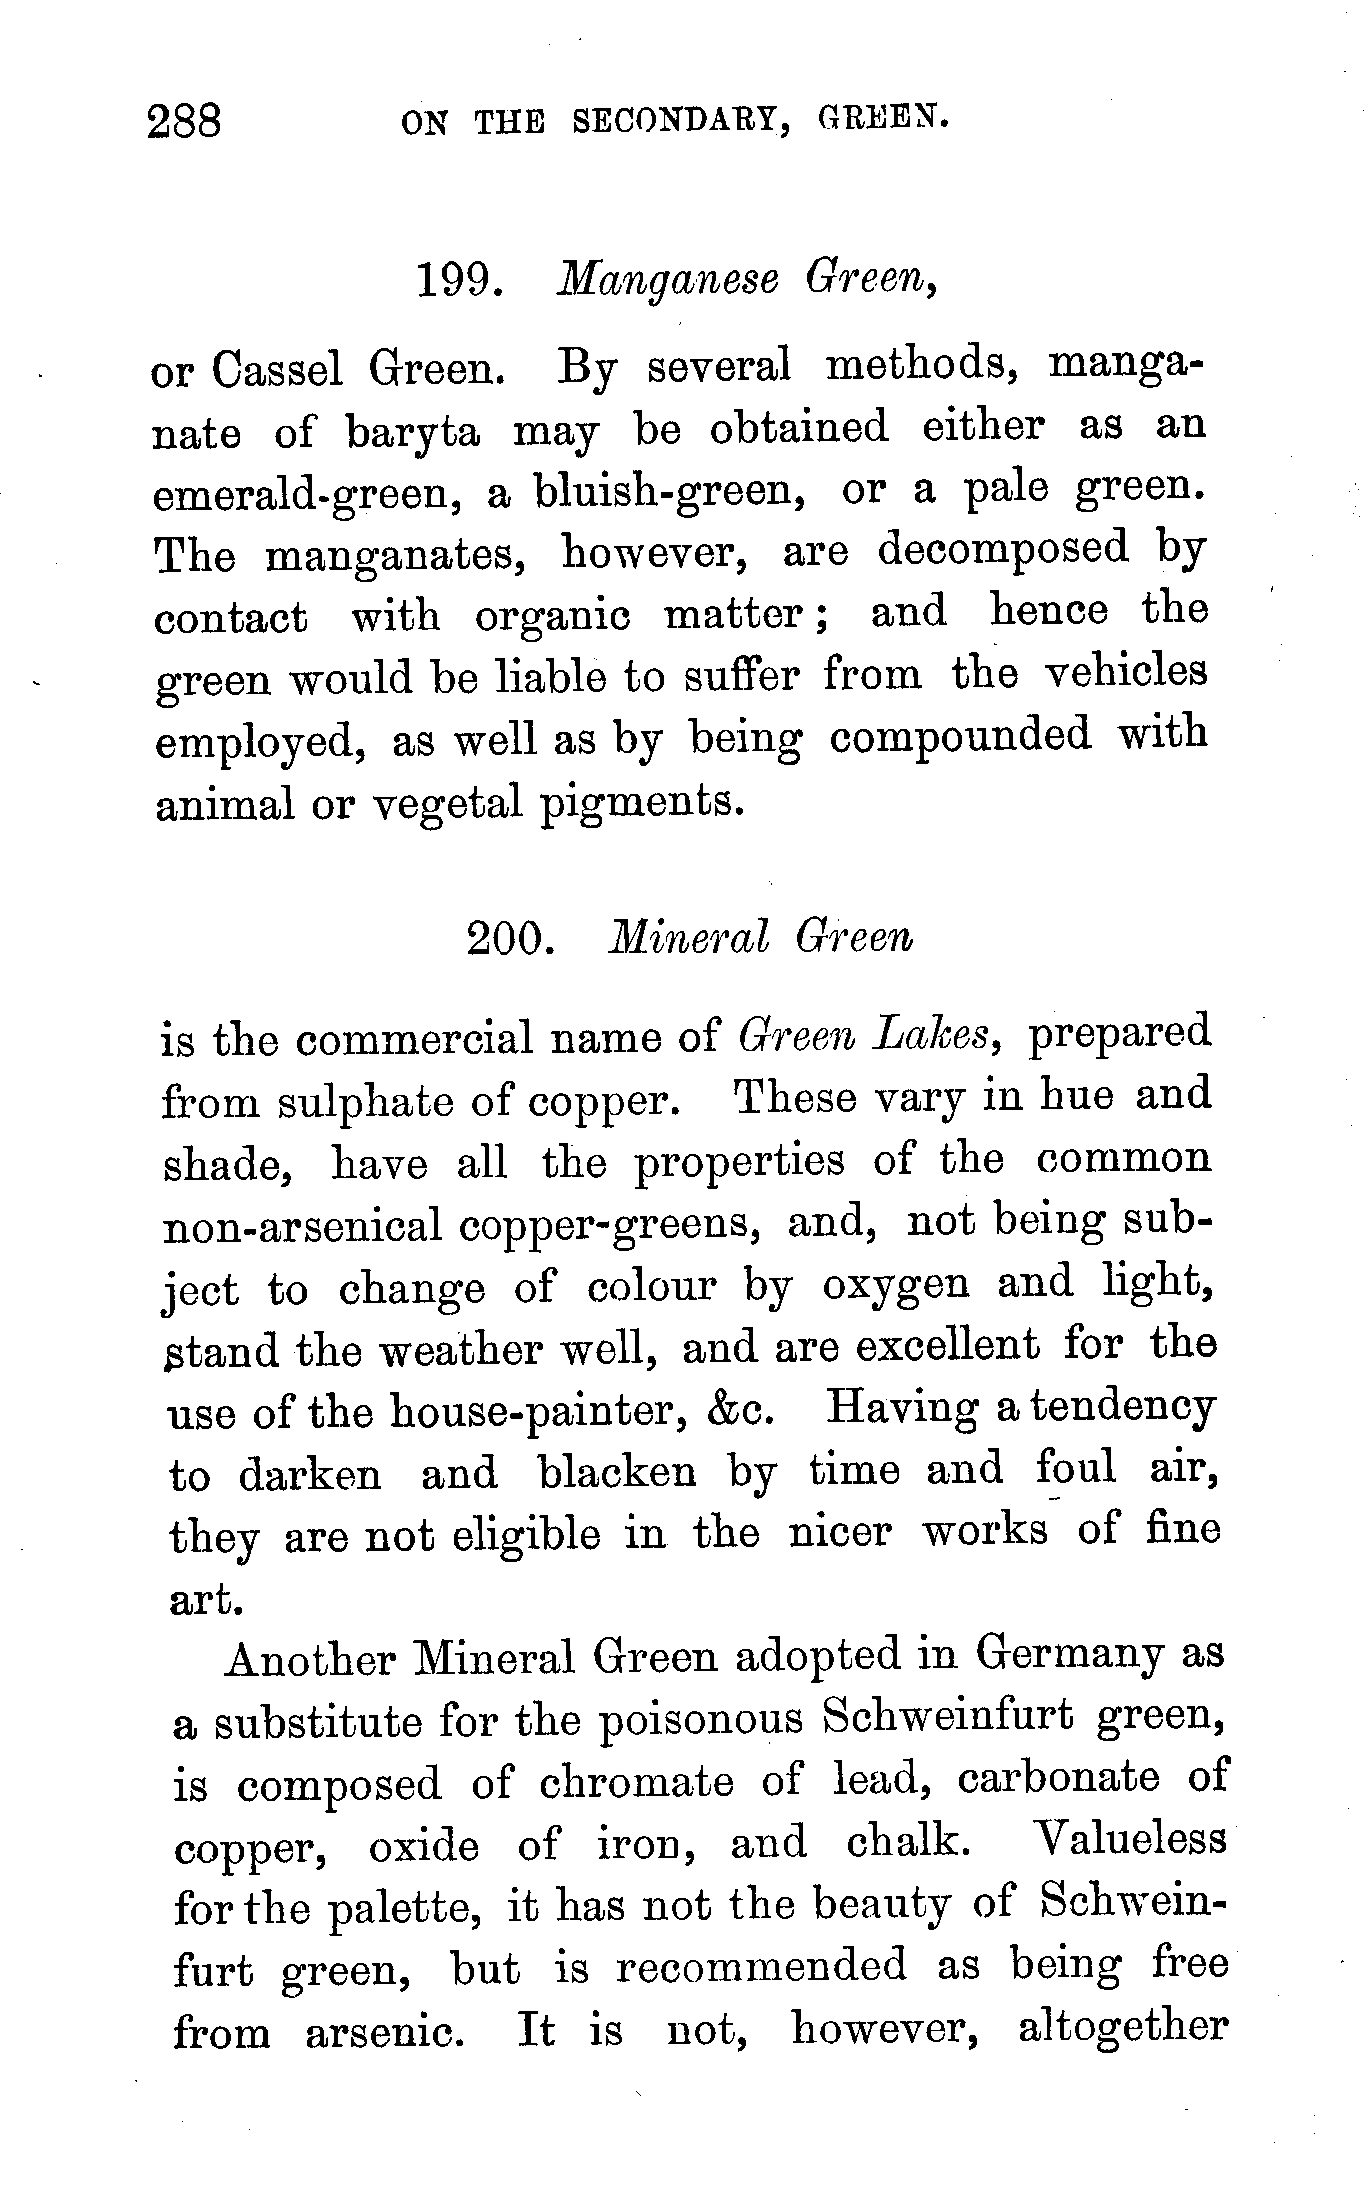 288 ON THE SECONDARY, GREEN.
199. Manganese Green,
or Cassel Green. By several methods, manga-
nate of baryta may be obtained either as an
emerald-green, a bluish-green, or a pale green.
The manganates, however, are decomposed by
contact with organic matter; and hence the
green would be liable to suffer from the vehicles
employed, as well as by being compounded with
animal or vegetal pigments.
200. Mineral Green
is the commercial name of Green Lakes, prepared
from sulphate of copper. These vary in hue and
shade, have all the properties of the common
non-arsenical copper-greens, and, not being sub-
ject to change of colour by oxygen and light,
stand the weather well, and are excellent for the
use of the house-painter, &c. Having a tendency
to darken and blacken by time and foul air,
they are not eligible in the nicer works of fine
art.
Another Mineral Green adopted in Germany as
a substitute for the poisonous Schweinfurt green,
is composed of chromate of lead, carbonate of
copper, oxide of iron, and chalk. Valueless
for the palette, it has not the beauty of Schwein-
furt green, but is recommended as being free
from arsenic. It is not, however, altogether